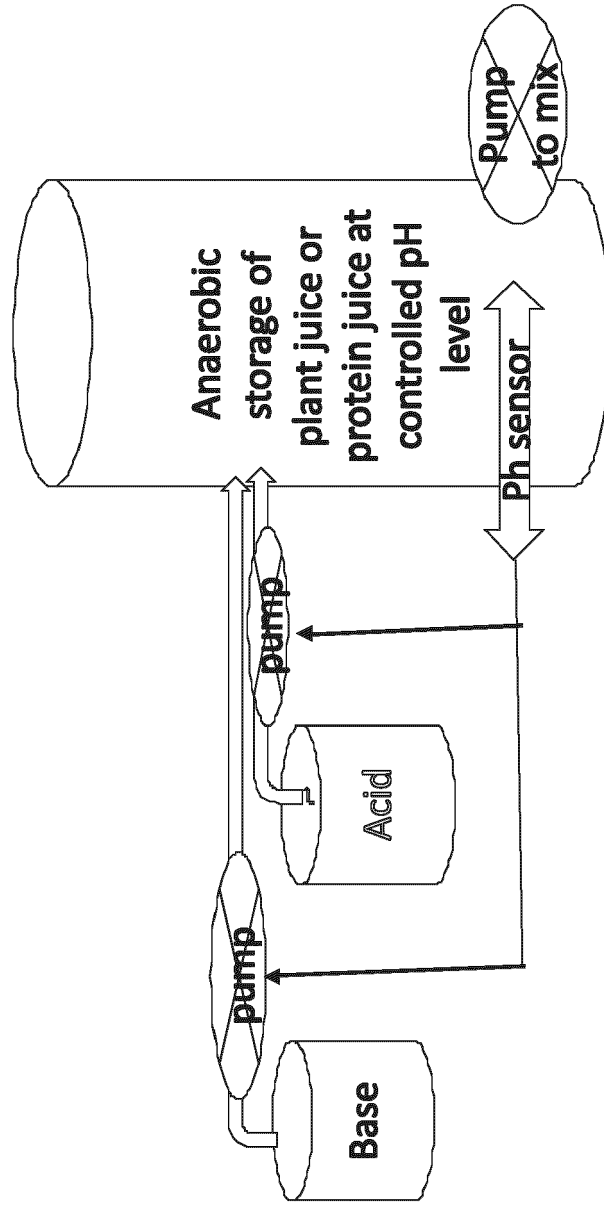 Base
pump
Acid
pump
Anaerobic
storage of
plant juice or
protein juice at
controlled pH
level
Ph sensor
Pump
to mix